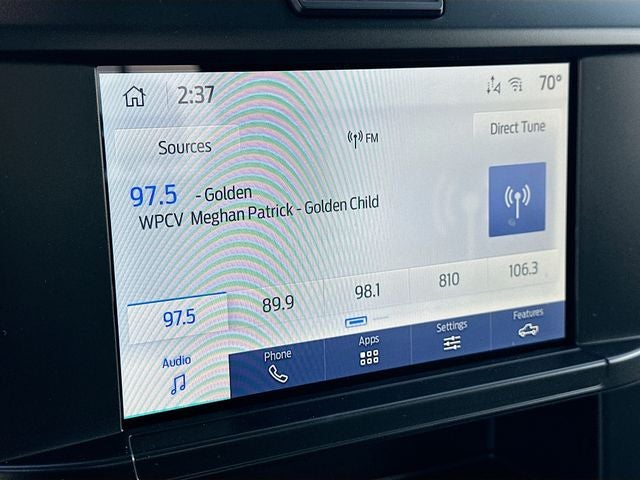 2:37
70°
Sources
FM
Direct Tune
97.5 - Golden
WPCV Meghan Patrick - Golden Child
97.5 89.9 98.1 810 106.3
Audio Phone Apps Settings Features